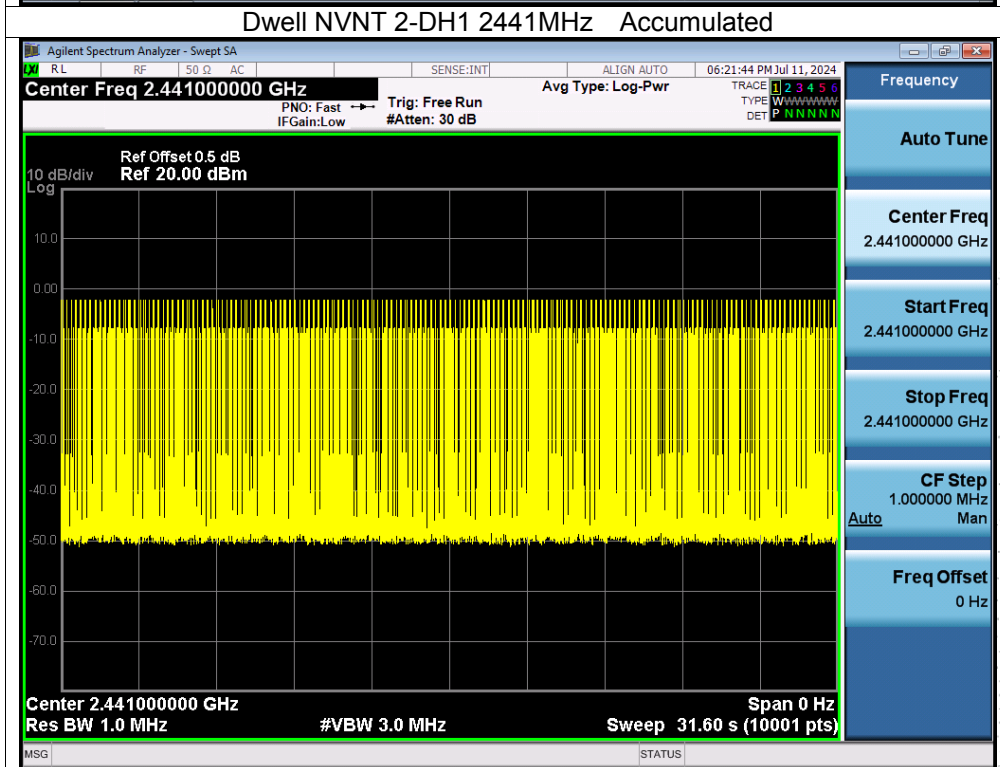 Dwell NVNT 2-DH1 2441MHz Accumulated
Agilent Spectrum Analyzer - Swept SA
LXI RL RF 50 Ω AC SENSE:INT ALIGN AUTO 06:21:44 PM Jul 11, 2024
Center Freq 2.441000000 GHz
PNO: Fast
IFGain:Low
Trig: Free Run
#Atten: 30 dB
Avg Type: Log-Pwr
TRACE 1 2 3 4 5 6
TYPE WWWWWW
DET P NNNNN
Frequency
Auto Tune
Center Freq
2.441000000 GHz
Start Freq
2.441000000 GHz
Stop Freq
2.441000000 GHz
CF Step
1.000000 MHz
Auto Man
Freq Offset
0 Hz
Ref Offset 0.5 dB
10 dB/div Ref 20.00 dBm
Log
10.0
0.00
-10.0
-20.0
-30.0
-40.0
-50.0
-60.0
-70.0
Center 2.441000000 GHz Span 0 Hz
Res BW 1.0 MHz #VBW 3.0 MHz Sweep 31.60 s (10001 pts)
MSG STATUS